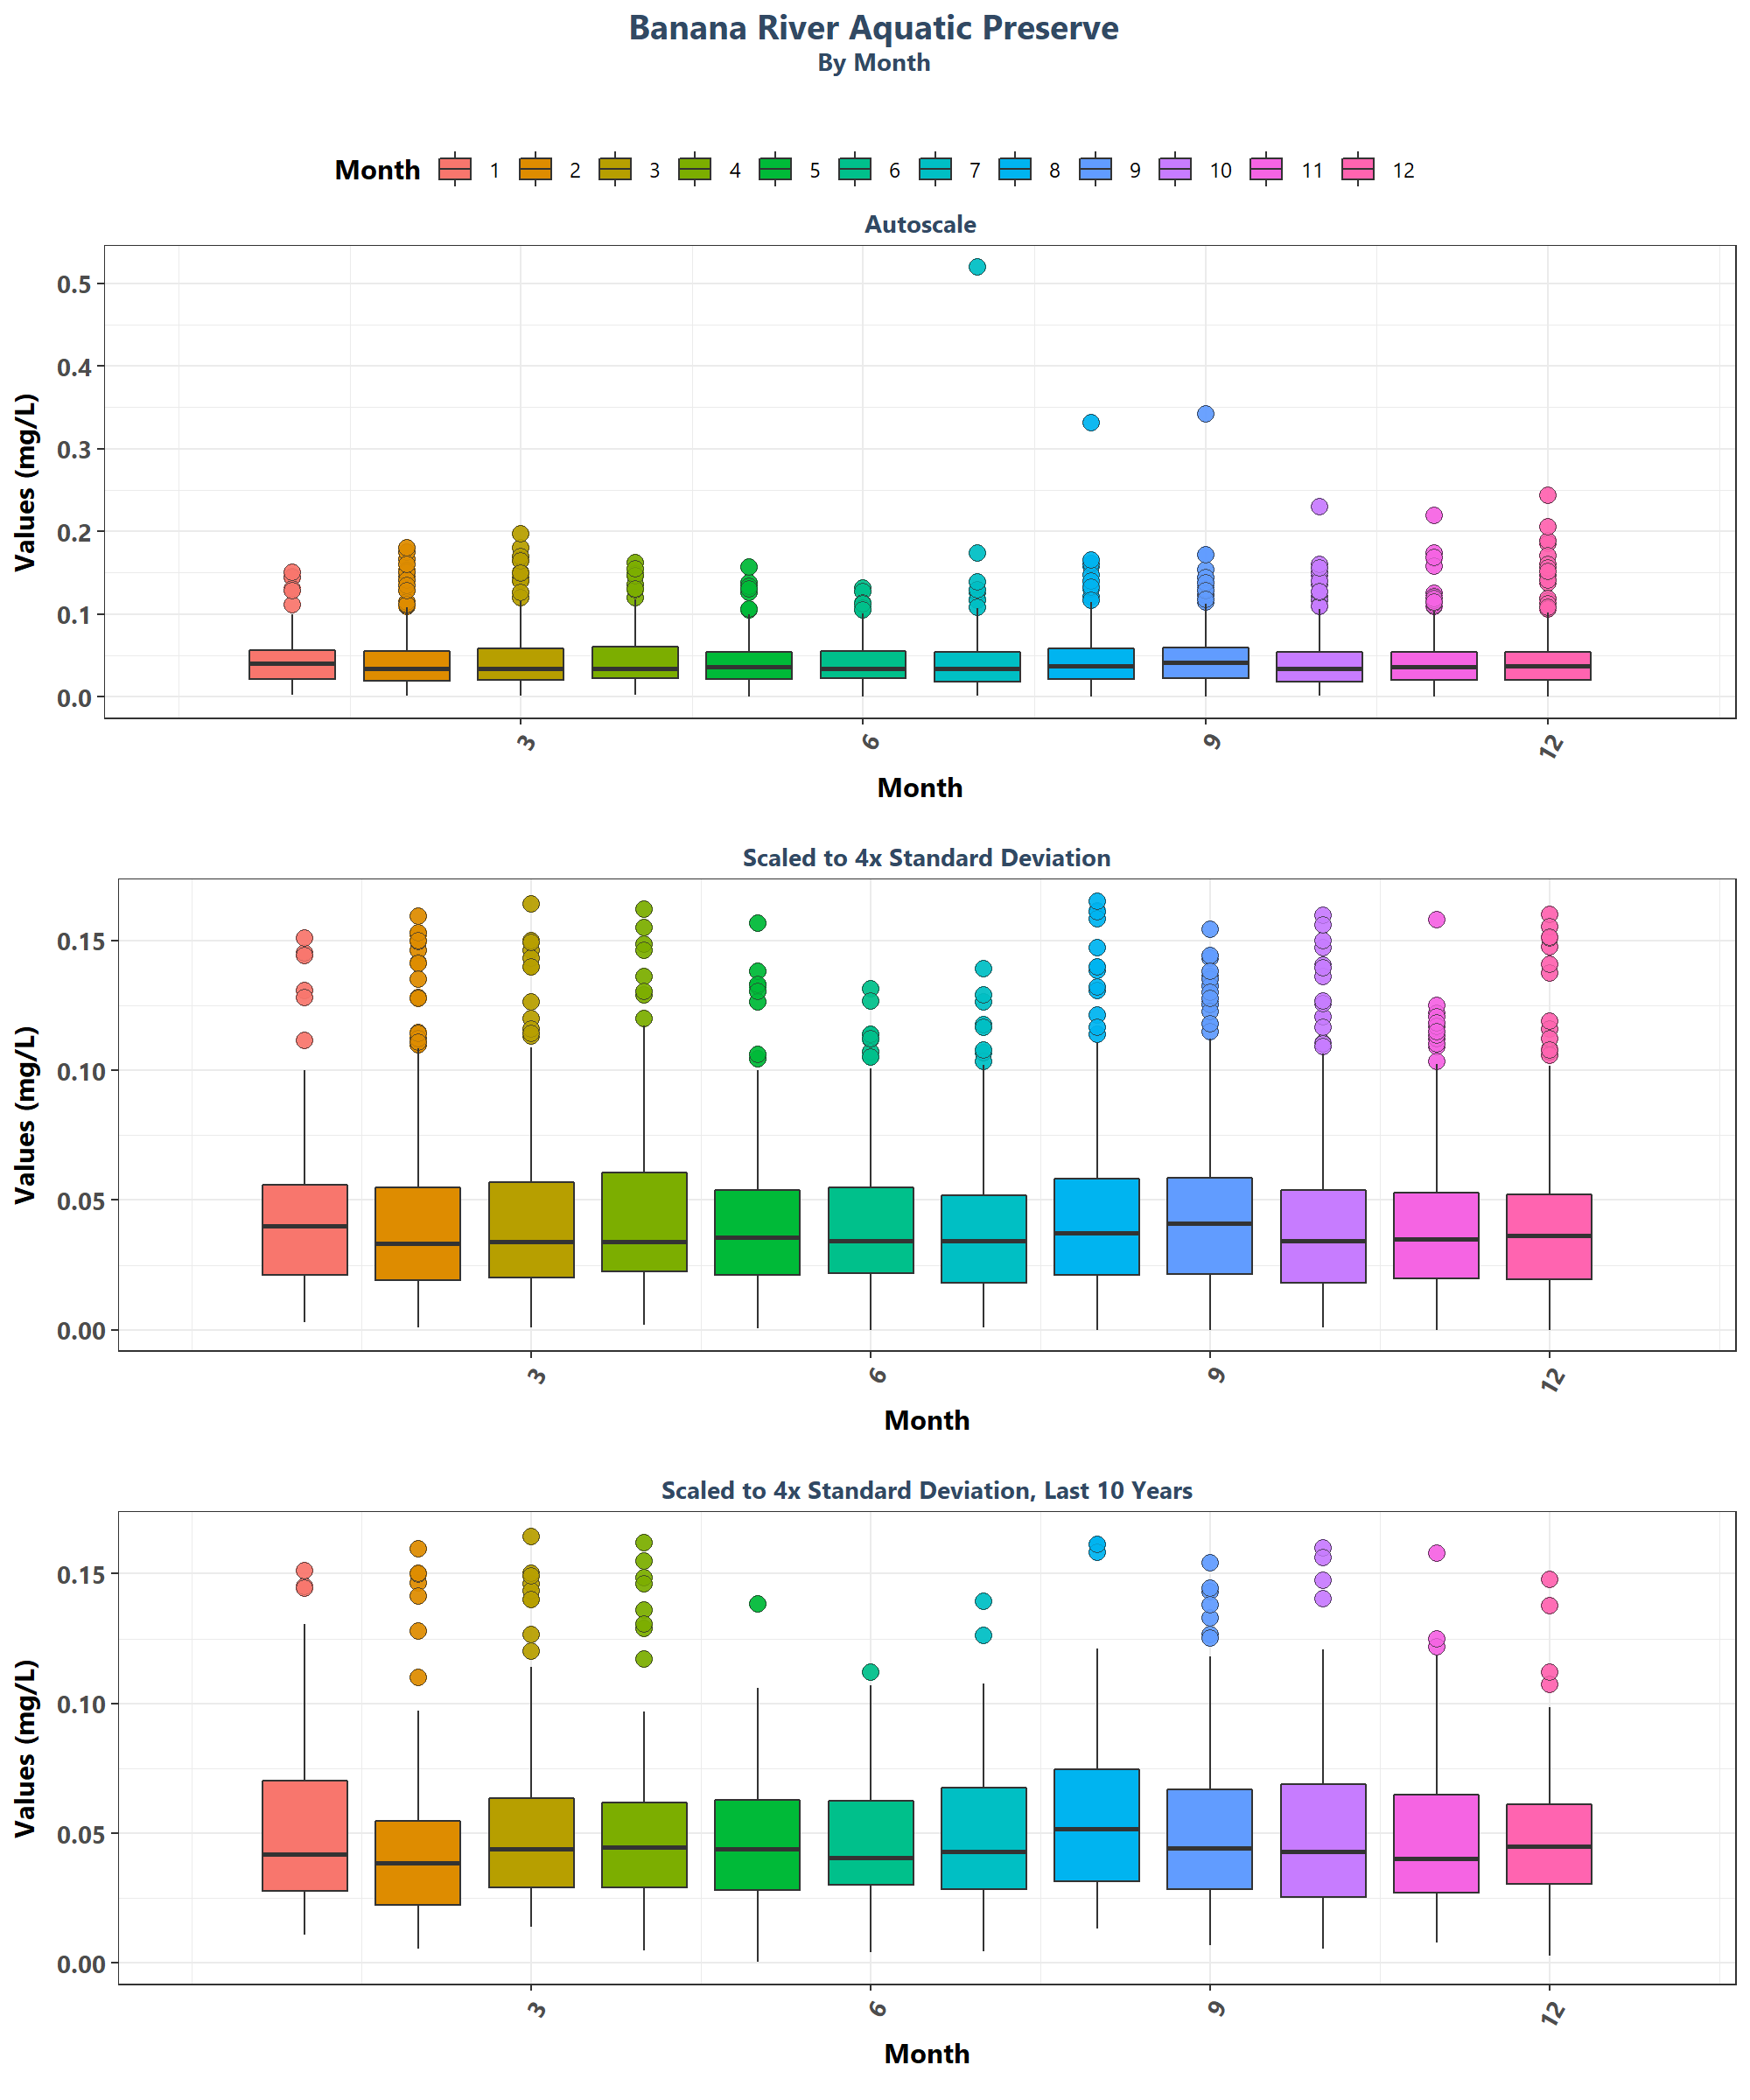 Banana River Aquatic Preserve
By Month
Month 1 2 3 4 5 6 7 8 9 10 11 12
Autoscale
Values (mg/L)
0.5
0.4
0.3
0.2
0.1
0.0
3 6 9 12
Month
Scaled to 4x Standard Deviation
Values (mg/L)
0.15
0.10
0.05
0.00
3 6 9 12
Month
Scaled to 4x Standard Deviation, Last 10 Years
Values (mg/L)
0.15
0.10
0.05
0.00
3 6 9 12
Month